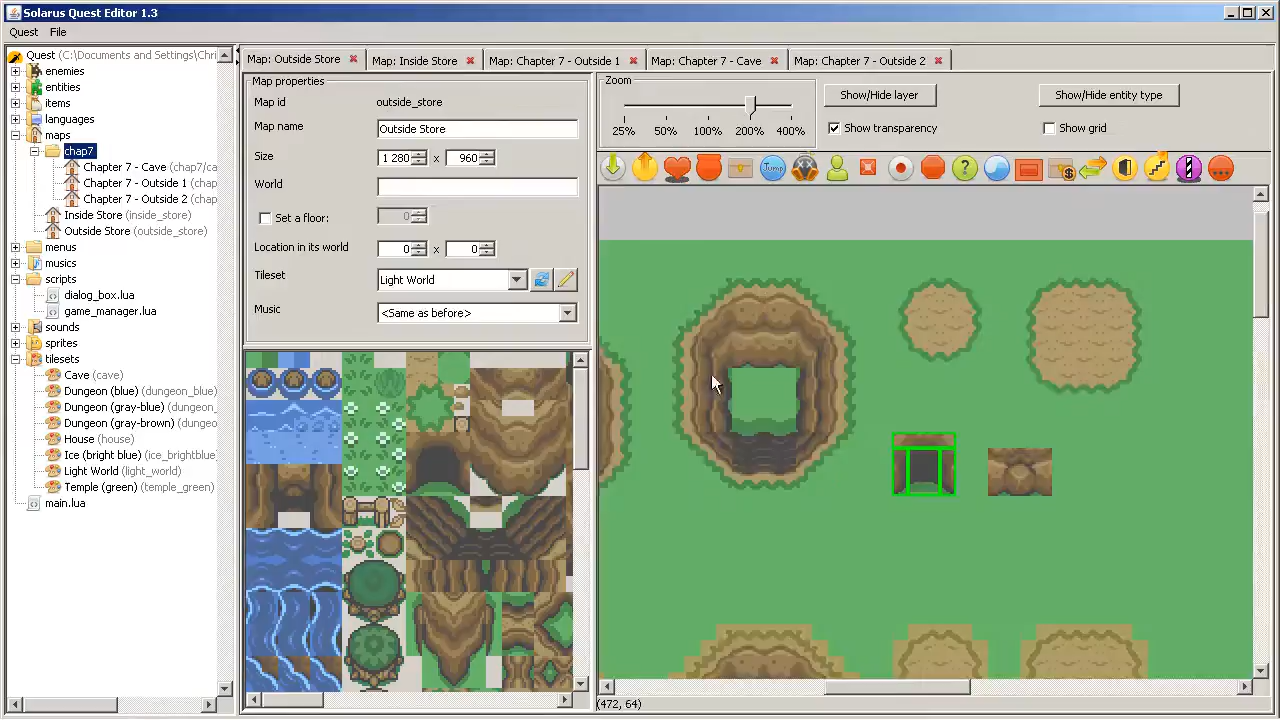 Solarus Quest Editor 1.3
Quest File
Quest (C:\Documents and Settings\Chri
enemies
entities
items
languages
maps
chap7
Chapter 7 - Cave (chap7/ca
Chapter 7 - Outside 1 (chap
Chapter 7 - Outside 2 (chap
Inside Store (inside_store)
Outside Store (outside_store)
menus
musics
scripts
dialog_box.lua
game_manager.lua
sounds
sprites
tilesets
Cave (cave)
Dungeon (blue) (dungeon_blue)
Dungeon (gray-blue) (dungeon_
Dungeon (gray-brown) (dungeo
House (house)
Ice (bright blue) (ice_brightblue
Light World (light_world)
Temple (green) (temple_green)
main.lua
Map: Outside Store
Map: Inside Store
Map: Chapter 7 - Outside 1
Map: Chapter 7 - Cave
Map: Chapter 7 - Outside 2
Map properties
Map id outside_store
Map name Outside Store
Size 1 280 x 960
World
Set a floor: 0
Location in its world 0 x 0
Tileset Light World
Music <Same as before>
Zoom
25% 50% 100% 200% 400%
Show/Hide layer
Show/Hide entity type
Show transparency
Show grid
Jump
?
$
(472, 64)